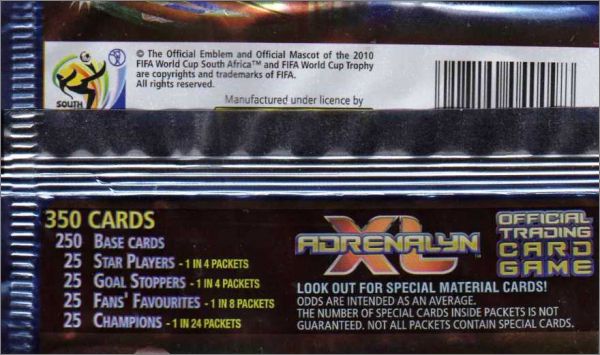 © The Official Emblem and Official Mascot of the 2010
FIFA World Cup South Africa™ and FIFA World Cup Trophy
are copyrights and trademarks of FIFA.
All rights reserved.
SOUTH
Manufactured under licence by
350 CARDS
250 BASE CARDS
25 STAR PLAYERS - 1 IN 4 PACKETS
25 GOAL STOPPERS - 1 IN 4 PACKETS
25 FANS' FAVOURITES - 1 IN 8 PACKETS
25 CHAMPIONS - 1 IN 24 PACKETS
ADRENALYN
XL
OFFICIAL
TRADING
CARD
GAME
LOOK OUT FOR SPECIAL MATERIAL CARDS!
ODDS ARE INTENDED AS AN AVERAGE.
THE NUMBER OF SPECIAL CARDS INSIDE PACKETS IS NOT
GUARANTEED. NOT ALL PACKETS CONTAIN SPECIAL CARDS.